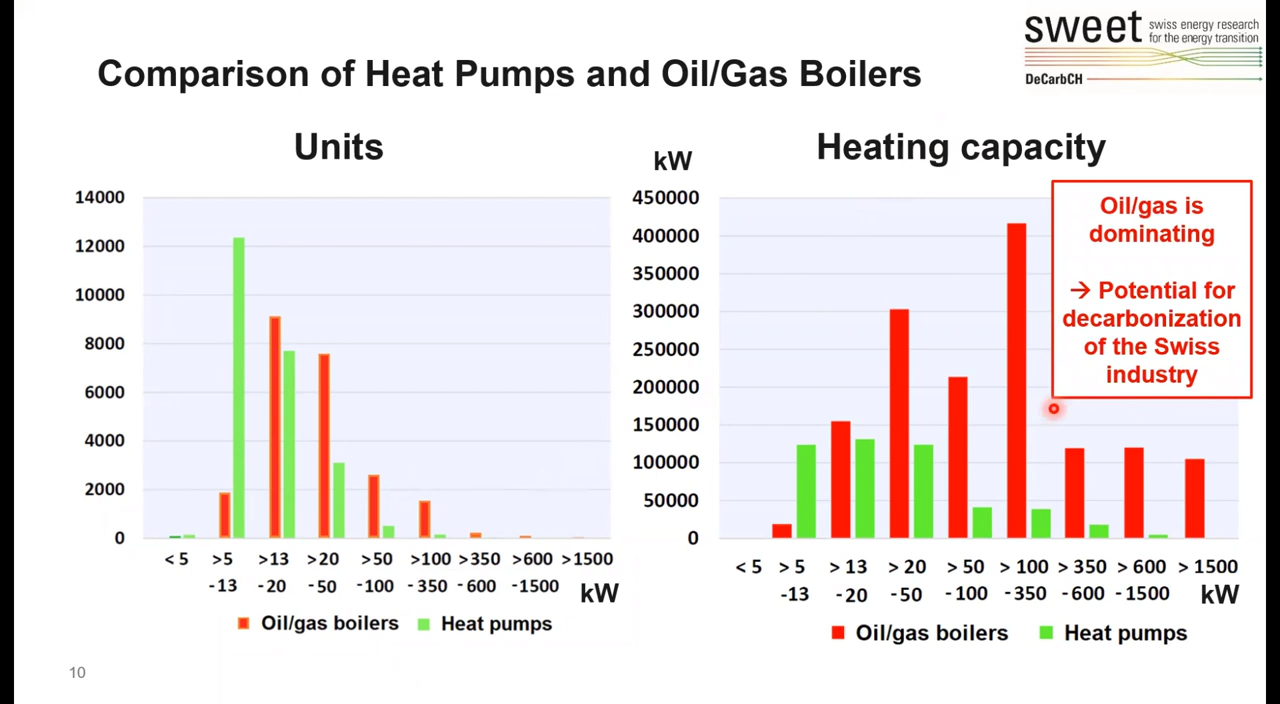 sweet swiss energy research
for the energy transition
DeCarbCH
Comparison of Heat Pumps and Oil/Gas Boilers
Units
14000
12000
10000
8000
6000
4000
2000
0
< 5 >5 >13 >20 >50 >100 >350 >600 >1500
-13 -20 -50 -100 -350 -600 -1500 kW
Oil/gas boilers Heat pumps
kW
Heating capacity
450000
400000
350000
300000
250000
200000
150000
100000
50000
0
< 5 > 5 > 13 > 20 > 50 > 100 > 350 > 600 > 1500
-13 -20 -50 -100 -350 -600 -1500 kW
Oil/gas boilers Heat pumps
Oil/gas is
dominating
→ Potential for
decarbonization
of the Swiss
industry
10